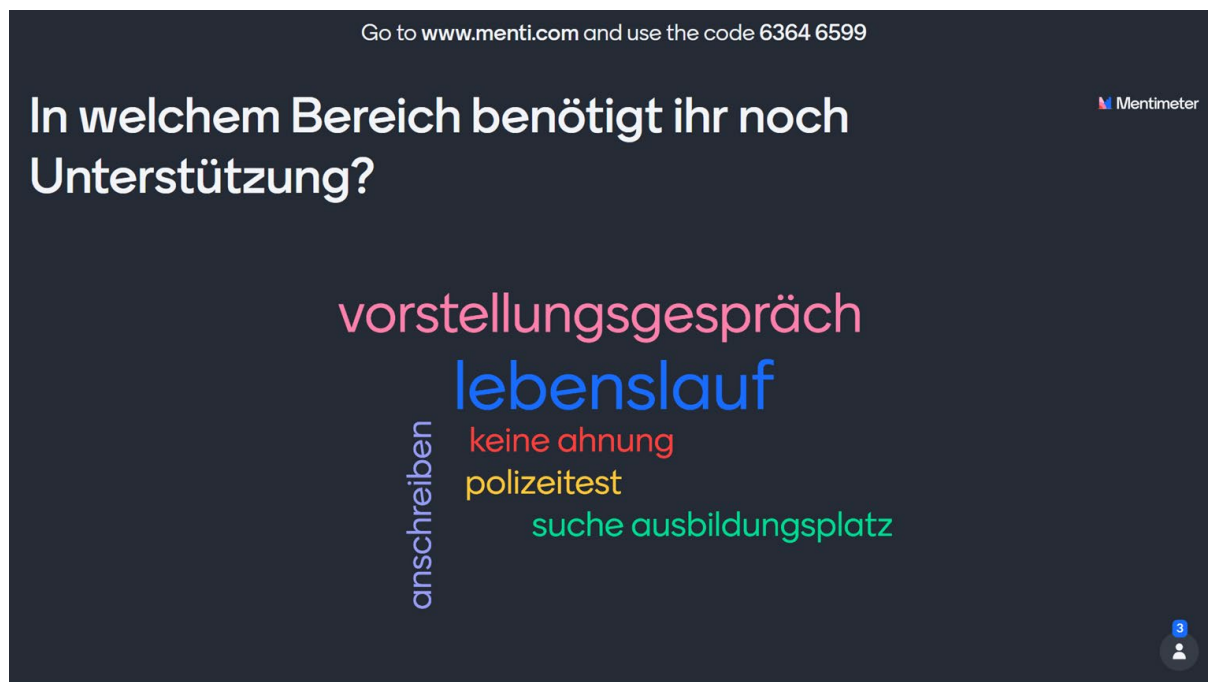 Go to www.menti.com and use the code 6364 6599
In welchem Bereich benötigt ihr noch
Unterstützung?
Mentimeter
vorstellungsgespräch
lebenslauf
keine ahnung
polizeitest
suche ausbildungsplatz
anschreiben
3